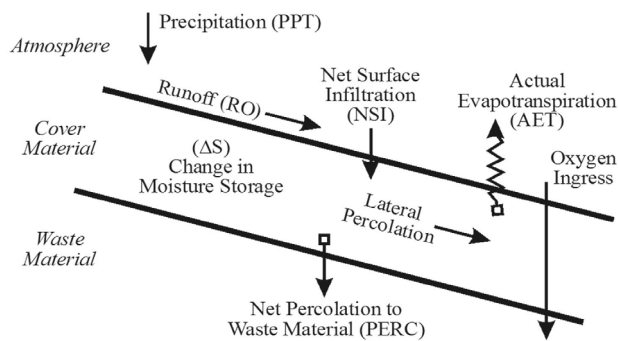 Precipitation (PPT)
Atmosphere
Runoff (RO)
Net Surface
Infiltration
(NSI)
Actual
Evapotranspiration
(AET)
Cover
Material
(ΔS)
Change in
Moisture Storage
Oxygen
Ingress
Lateral
Percolation
Waste
Material
Net Percolation to
Waste Material (PERC)